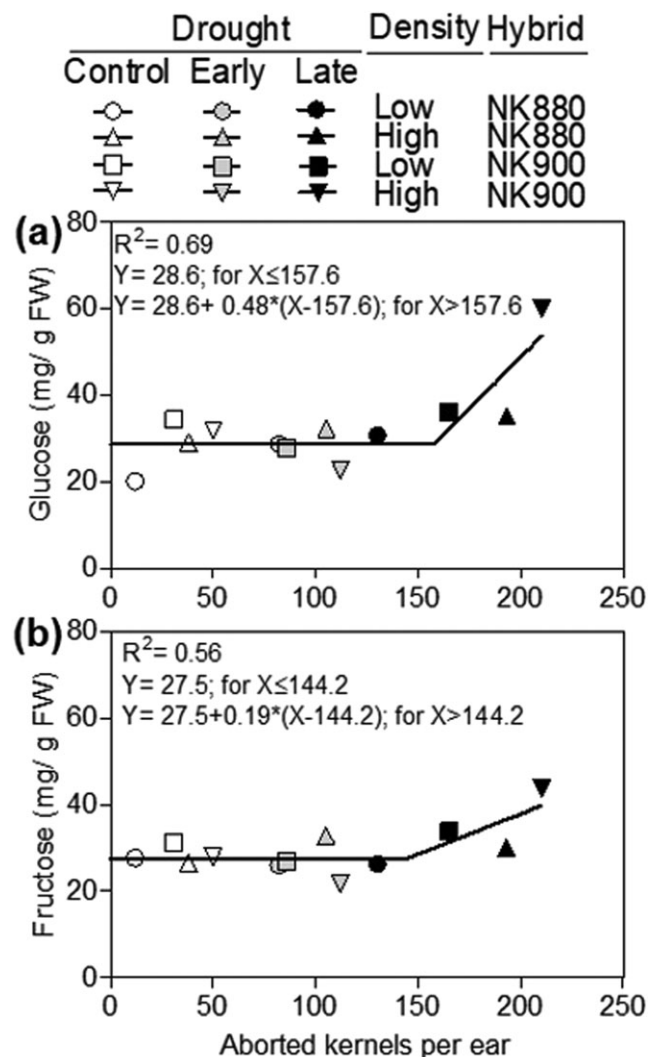 Drought Density Hybrid
Control Early Late
Low NK880
High NK880
Low NK900
High NK900
(a)
80
60
40
20
0
Glucose (mg/ g FW)
R²= 0.69
Y= 28.6; for X≤157.6
Y= 28.6+ 0.48*(X-157.6); for X>157.6
0 50 100 150 200 250
(b)
80
60
40
20
0
Fructose (mg/ g FW)
R²= 0.56
Y= 27.5; for X≤144.2
Y= 27.5+0.19*(X-144.2); for X>144.2
0 50 100 150 200 250
Aborted kernels per ear